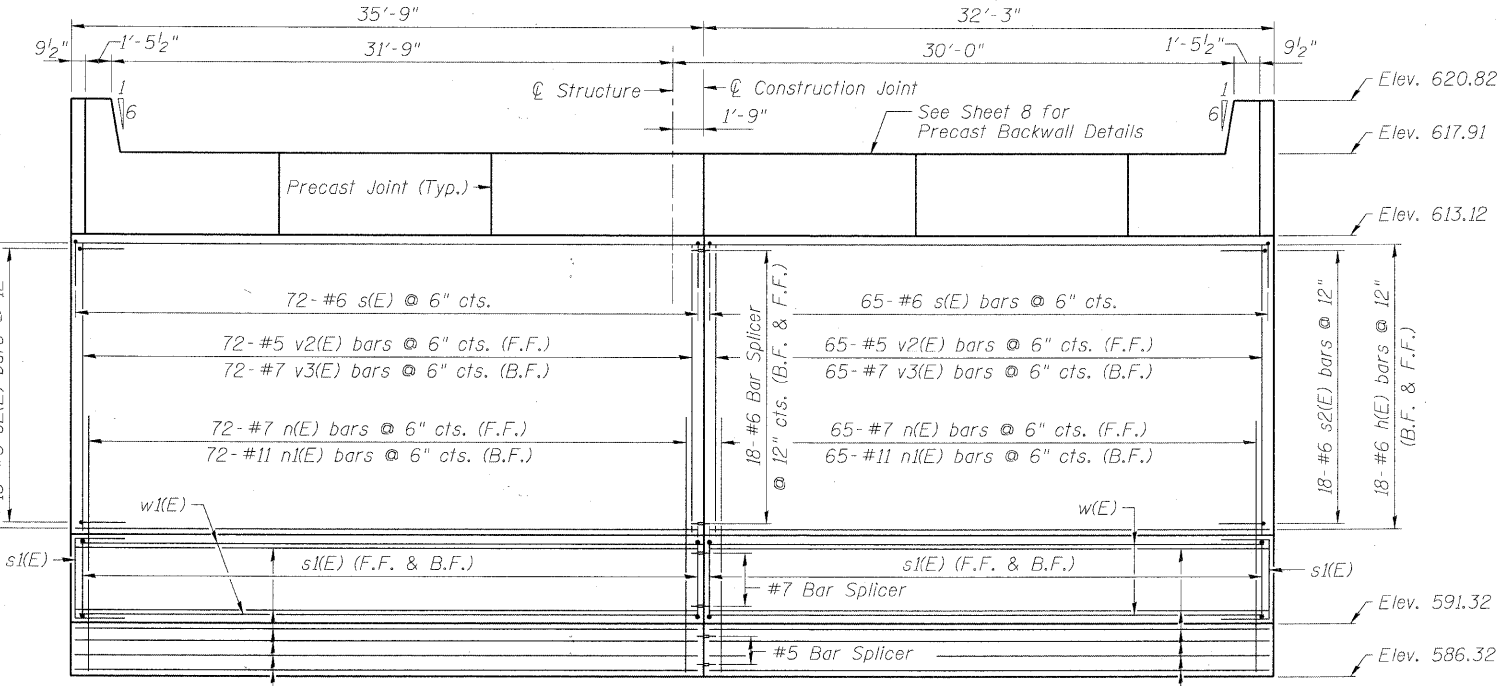 35'-9"
32'-3"
9½"
1'-5½"
31'-9"
30'-0"
1'-5½"
9½"
1
6
℄ Structure
℄ Construction Joint
1'-9"
See Sheet 8 for
Precast Backwall Details
1
6
Elev. 620.82
Elev. 617.91
Precast Joint (Typ.)
Elev. 613.12
72-#6 s(E) @ 6" cts.
65-#6 s(E) bars @ 6" cts.
72-#5 v2(E) bars @ 6" cts. (F.F.)
72-#7 v3(E) bars @ 6" cts. (B.F.)
65-#5 v2(E) bars @ 6" cts. (F.F.)
65-#7 v3(E) bars @ 6" cts. (B.F.)
18-#6 Bar Splicer
@ 12" cts. (B.F. & F.F.)
18-#6 s2(E) bars @ 12"
18-#6 h(E) bars @ 12"
(B.F. & F.F.)
72-#7 n(E) bars @ 6" cts. (F.F.)
72-#11 n1(E) bars @ 6" cts. (B.F.)
65-#7 n(E) bars @ 6" cts. (F.F.)
65-#11 n1(E) bars @ 6" cts. (B.F.)
w1(E)
w(E)
s1(E)
s1(E) (F.F. & B.F.)
s1(E) (F.F. & B.F.)
s1(E)
#7 Bar Splicer
Elev. 591.32
#5 Bar Splicer
Elev. 586.32